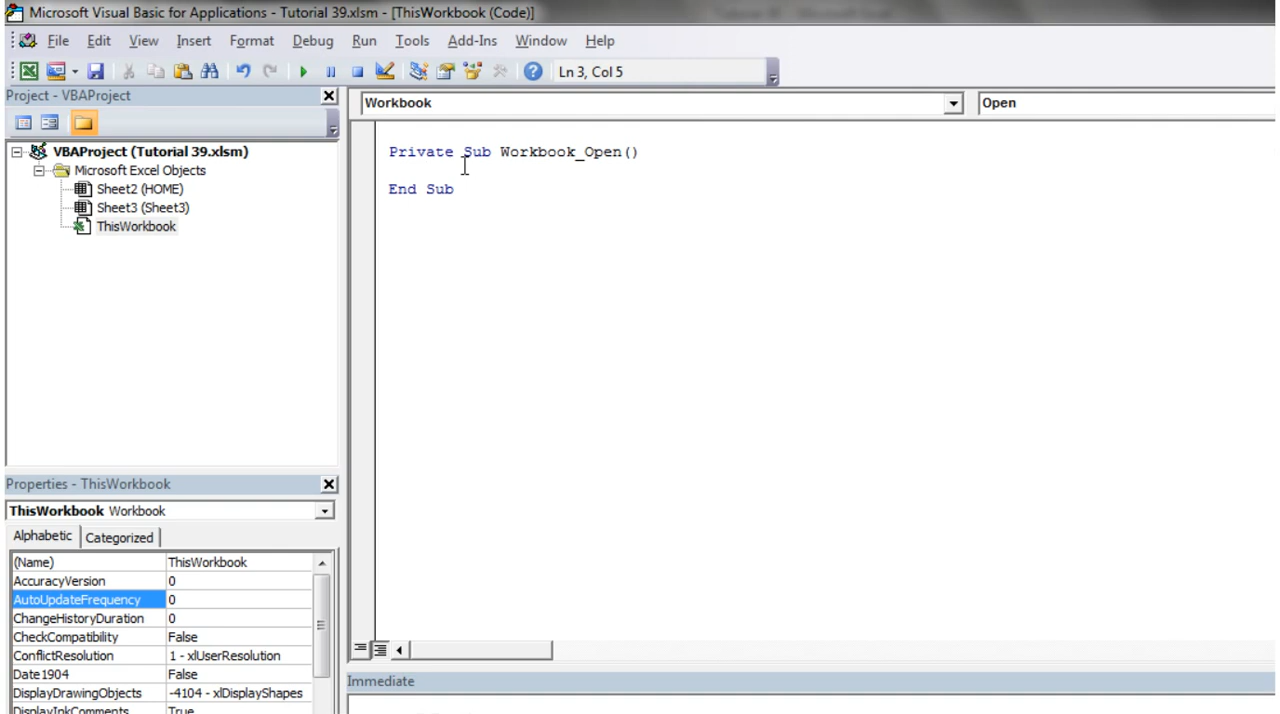 Microsoft Visual Basic for Applications - Tutorial 39.xlsm - [ThisWorkbook (Code)]
File Edit View Insert Format Debug Run Tools Add-Ins Window Help
Ln 3, Col 5
Project - VBAProject
VBAProject (Tutorial 39.xlsm)
Microsoft Excel Objects
Sheet2 (HOME)
Sheet3 (Sheet3)
ThisWorkbook
Workbook Open
Private Sub Workbook_Open()
End Sub
Properties - ThisWorkbook
ThisWorkbook Workbook
Alphabetic Categorized
(Name) ThisWorkbook
AccuracyVersion 0
AutoUpdateFrequency 0
ChangeHistoryDuration 0
CheckCompatibility False
ConflictResolution 1 - xlUserResolution
Date1904 False
DisplayDrawingObjects -4104 - xlDisplayShapes
DisplayInkComments True
Immediate